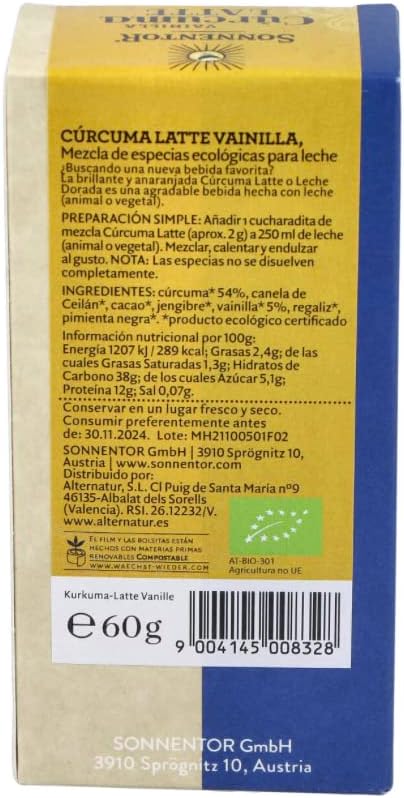 SONNENTOR®
Cúrcuma
VAINILLA
LATTE
CÚRCUMA LATTE VAINILLA,
Mezcla de especias ecológicas para leche
¿Buscando una nueva bebida favorita?
La brillante y anaranjada Cúrcuma Latte o Leche
Dorada es una agradable bebida hecha con leche
(animal o vegetal).
PREPARACIÓN SIMPLE: Añadir 1 cucharadita de
mezcla Cúrcuma Latte (aprox. 2 g) a 250 ml de leche
(animal o vegetal). Mezclar, calentar y endulzar
al gusto. NOTA: Las especias no se disuelven
completamente.
INGREDIENTES: cúrcuma* 54%, canela de
Ceilán*, cacao*, jengibre*, vainilla* 5%, regaliz*,
pimienta negra*. *producto ecológico certificado
Información nutricional por 100g:
Energía 1207 kJ / 289 kcal; Grasas 2,4g; de las
cuales Grasas Saturadas 1,3g; Hidratos de
Carbono 38g; de los cuales Azúcar 5,1g;
Proteína 12g; Sal 0,07g.
Conservar en un lugar fresco y seco.
Consumir preferentemente antes
de: 30.11.2024. Lote: MH21100501F02
SONNENTOR GmbH | 3910 Sprögnitz 10,
Austria | www.sonnentor.com
Distribuido por:
Alternatur, S.L. Cl Puig de Santa María nº9
46135-Albalat dels Sorells
(Valencia). RSI. 26.12232/V.
www.alternatur.es
EL FILM Y LAS BOLSITAS ESTÁN
HECHOS CON MATERIAS PRIMAS
RENOVABLES COMPOSTABLE
WWW.WAECHST-WIEDER.COM
AT-BIO-301
Agricultura no UE
Kurkuma-Latte Vanille
℮60g
9 004145 008328
SONNENTOR GmbH
3910 Sprögnitz 10, Austria